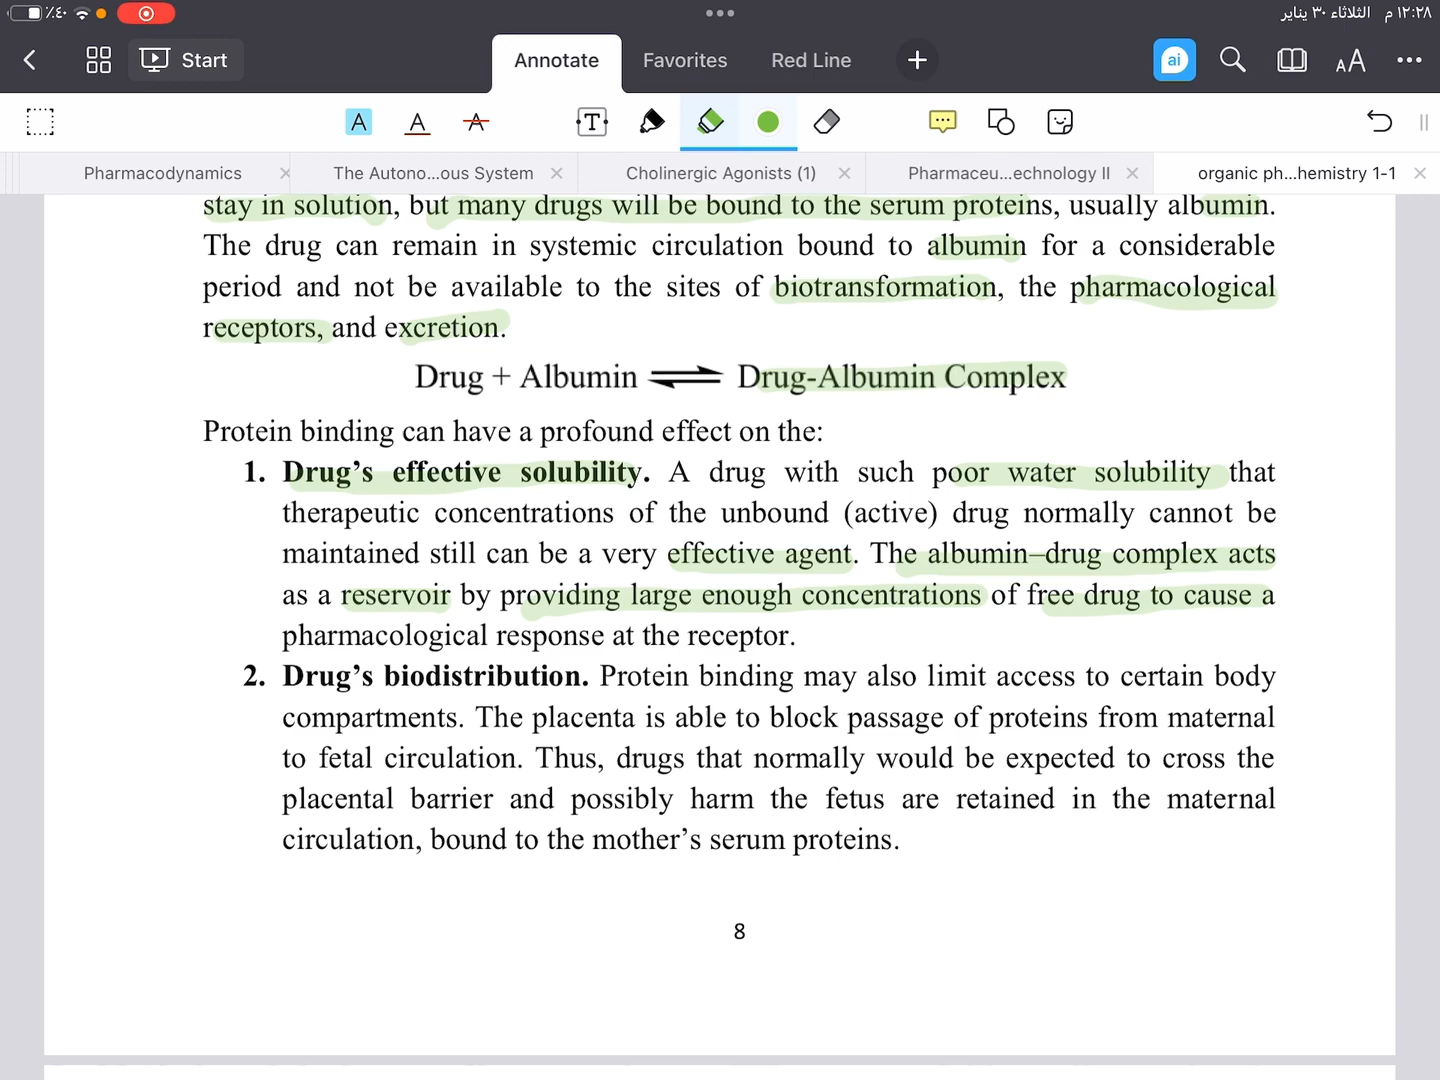 ٪٤٠
١٢:٢٨ م الثلاثاء ٣٠ يناير
Start
Annotate
Favorites
Red Line
ai
AA
A A A T
Pharmacodynamics
The Autono...ous System
Cholinergic Agonists (1)
Pharmaceu...echnology II
organic ph...hemistry 1-1
stay in solution, but many drugs will be bound to the serum proteins, usually albumin.
The drug can remain in systemic circulation bound to albumin for a considerable
period and not be available to the sites of biotransformation, the pharmacological
receptors, and excretion.
Drug + Albumin ⇌ Drug-Albumin Complex
Protein binding can have a profound effect on the:
1. Drug’s effective solubility. A drug with such poor water solubility that
therapeutic concentrations of the unbound (active) drug normally cannot be
maintained still can be a very effective agent. The albumin–drug complex acts
as a reservoir by providing large enough concentrations of free drug to cause a
pharmacological response at the receptor.
2. Drug’s biodistribution. Protein binding may also limit access to certain body
compartments. The placenta is able to block passage of proteins from maternal
to fetal circulation. Thus, drugs that normally would be expected to cross the
placental barrier and possibly harm the fetus are retained in the maternal
circulation, bound to the mother’s serum proteins.
8